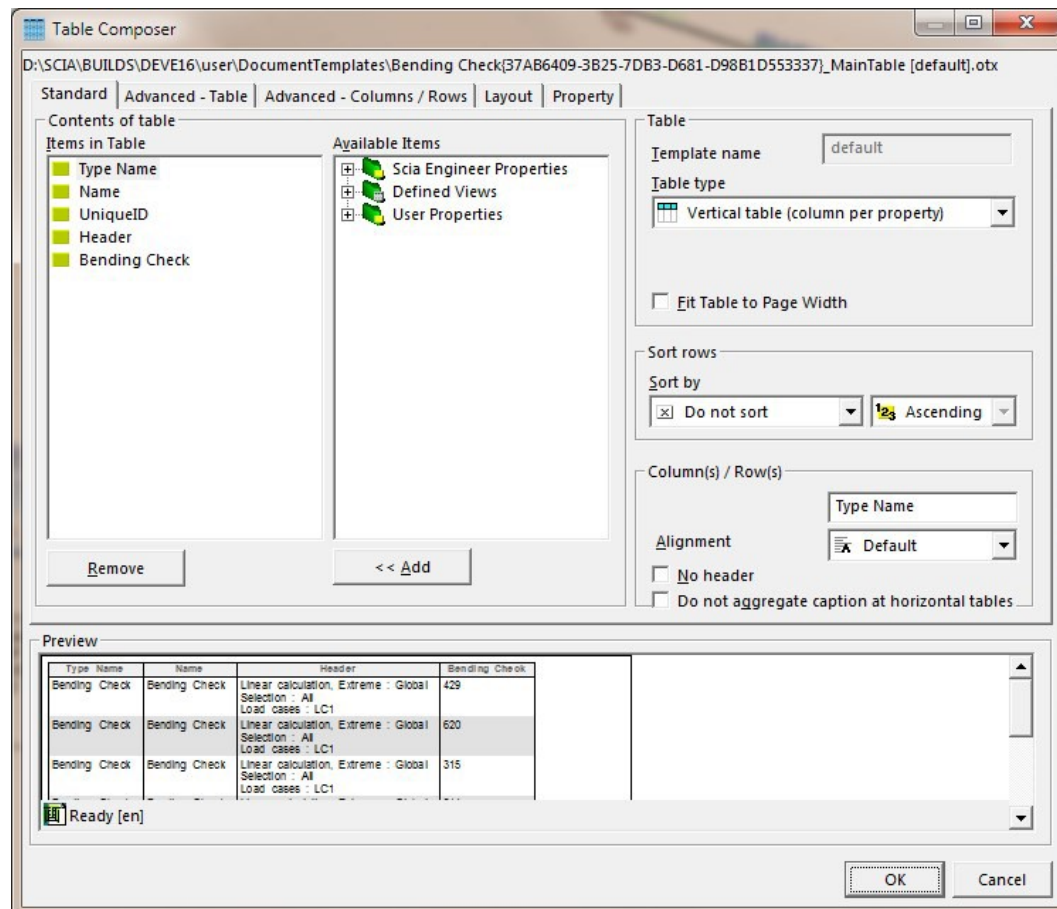 Table Composer
D:\SCIA\BUILDS\DEVE16\user\DocumentTemplates\Bending Check{37AB6409-3B25-7DB3-D681-D98B1D553337}_MainTable [default].otx
Standard Advanced - Table Advanced - Columns / Rows Layout Property
Contents of table
Items in Table
Type Name
Name
UniqueID
Header
Bending Check
Remove
Available Items
Scia Engineer Properties
Defined Views
User Properties
<< Add
Table
Template name default
Table type
Vertical table (column per property)
Fit Table to Page Width
Sort rows
Sort by
Do not sort 123 Ascending
Column(s) / Row(s)
Type Name
Alignment Default
No header
Do not aggregate caption at horizontal tables
Preview
Type Name Name Header Bending Check
Bending Check Bending Check Linear calculation, Extreme : Global 429
Selection : All
Load cases : LC1
Bending Check Bending Check Linear calculation, Extreme : Global 620
Selection : All
Load cases : LC1
Bending Check Bending Check Linear calculation, Extreme : Global 315
Selection : All
Load cases : LC1
Ready [en]
OK Cancel